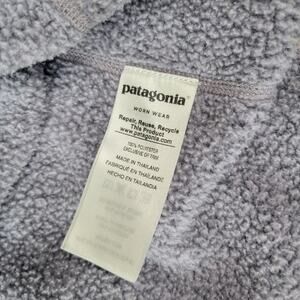 patagonia®
WORN WEAR
Repair, Reuse, Recycle
This Product
www.patagonia.com
100% POLYESTER
EXCLUSIVE OF TRIM
MADE IN THAILAND
FABRIQUÉ EN THAÏLANDE
HECHO EN TAILANDIA